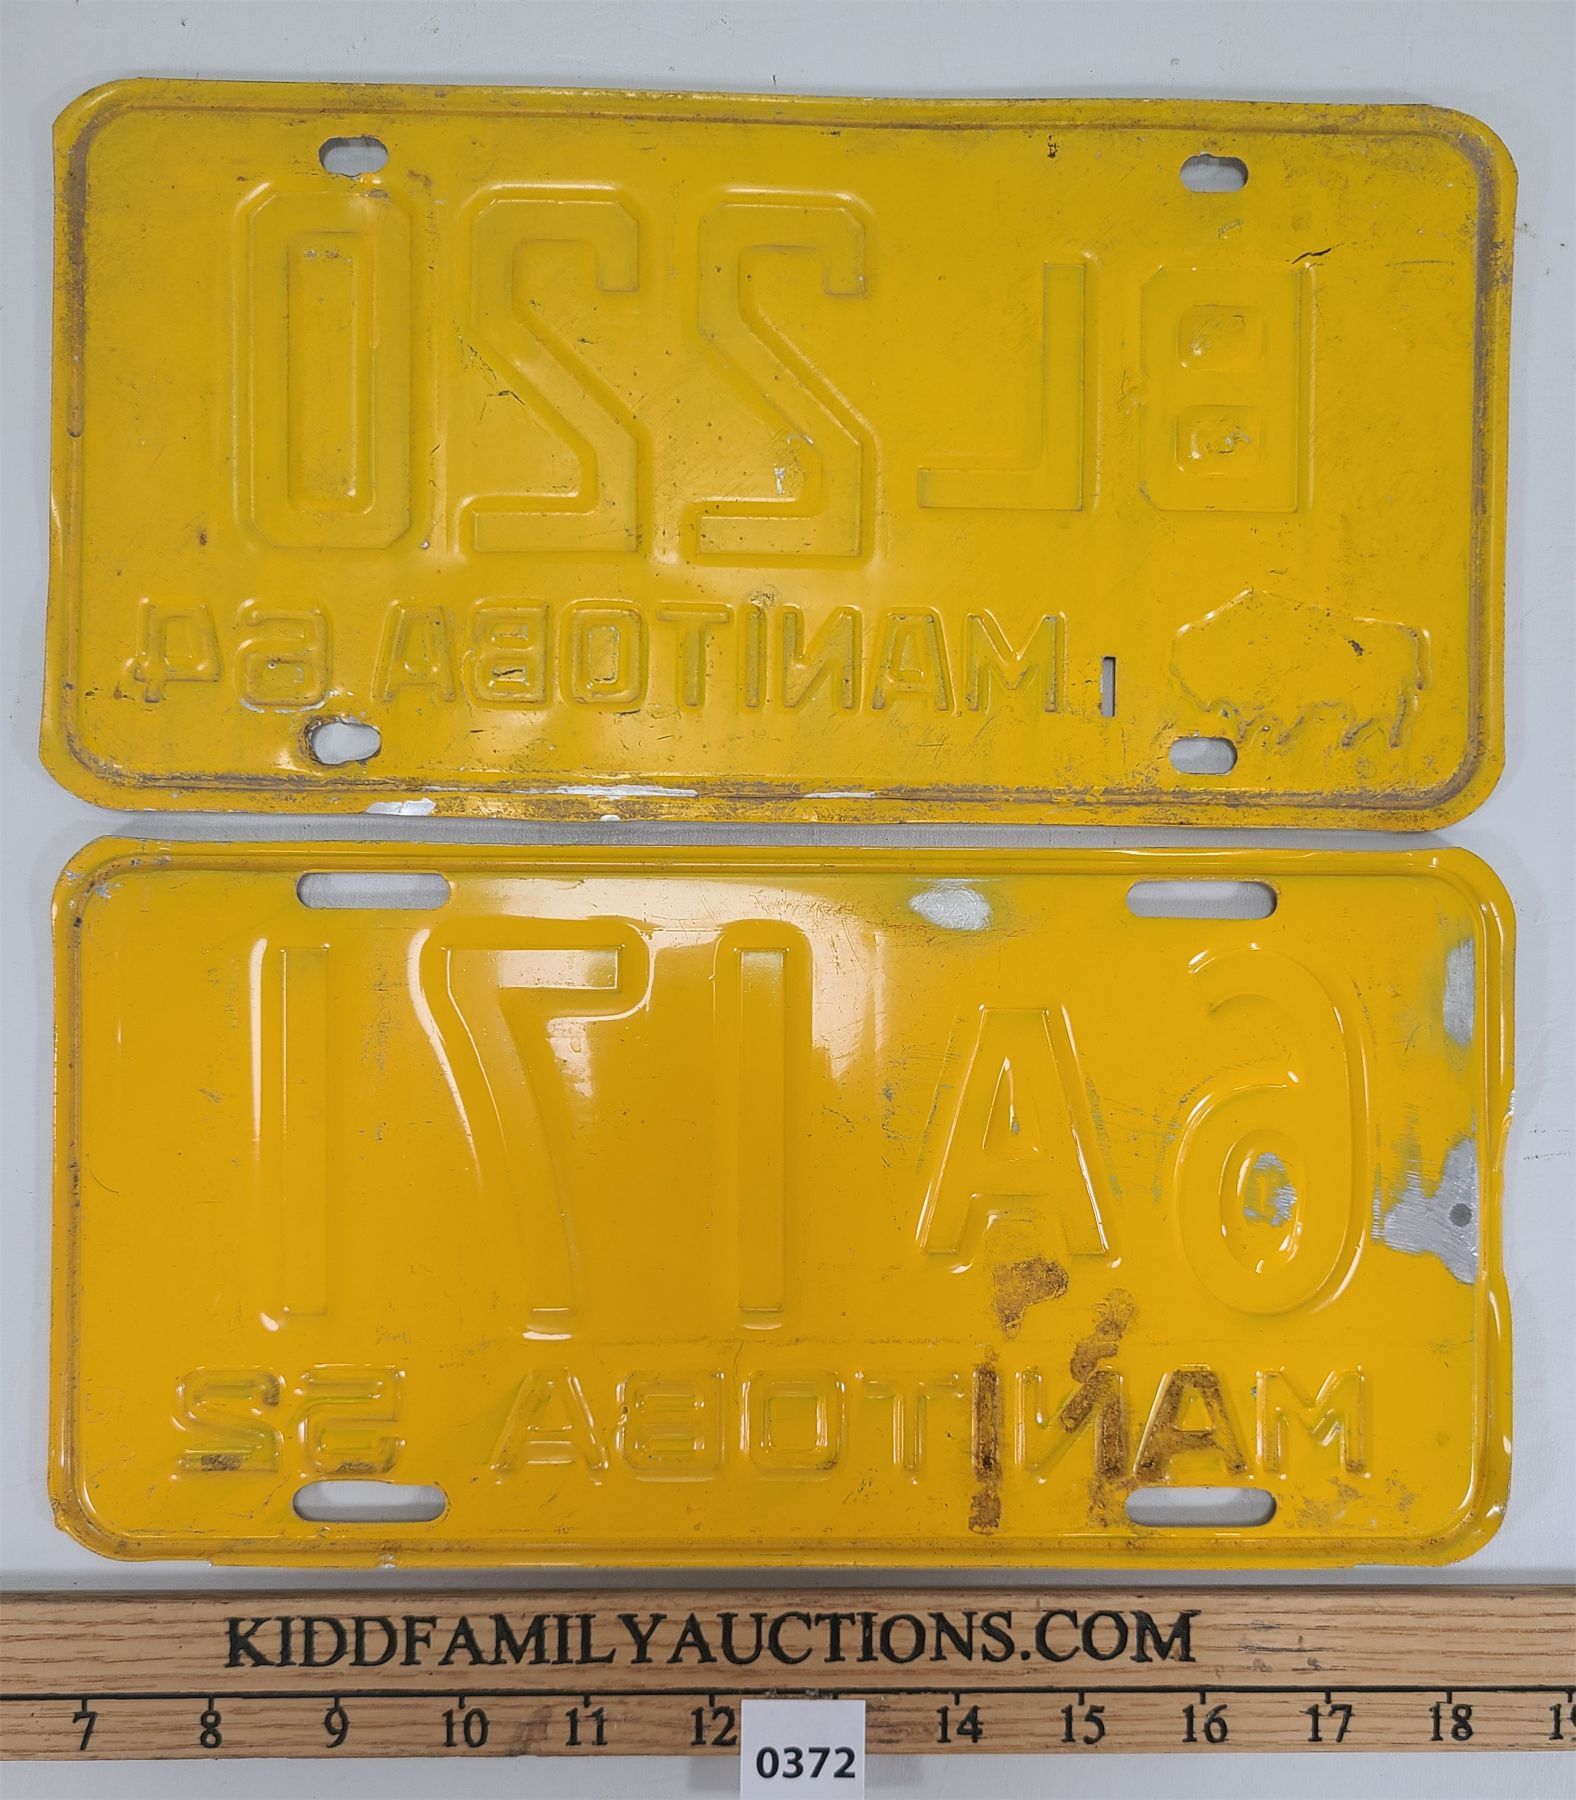 BL 220
MANITOBA 64
6A 171
MANITOBA 52
KIDDFAMILYAUCTIONS.COM
7 8 9 10 11 12 14 15 16 17 18 19
0372